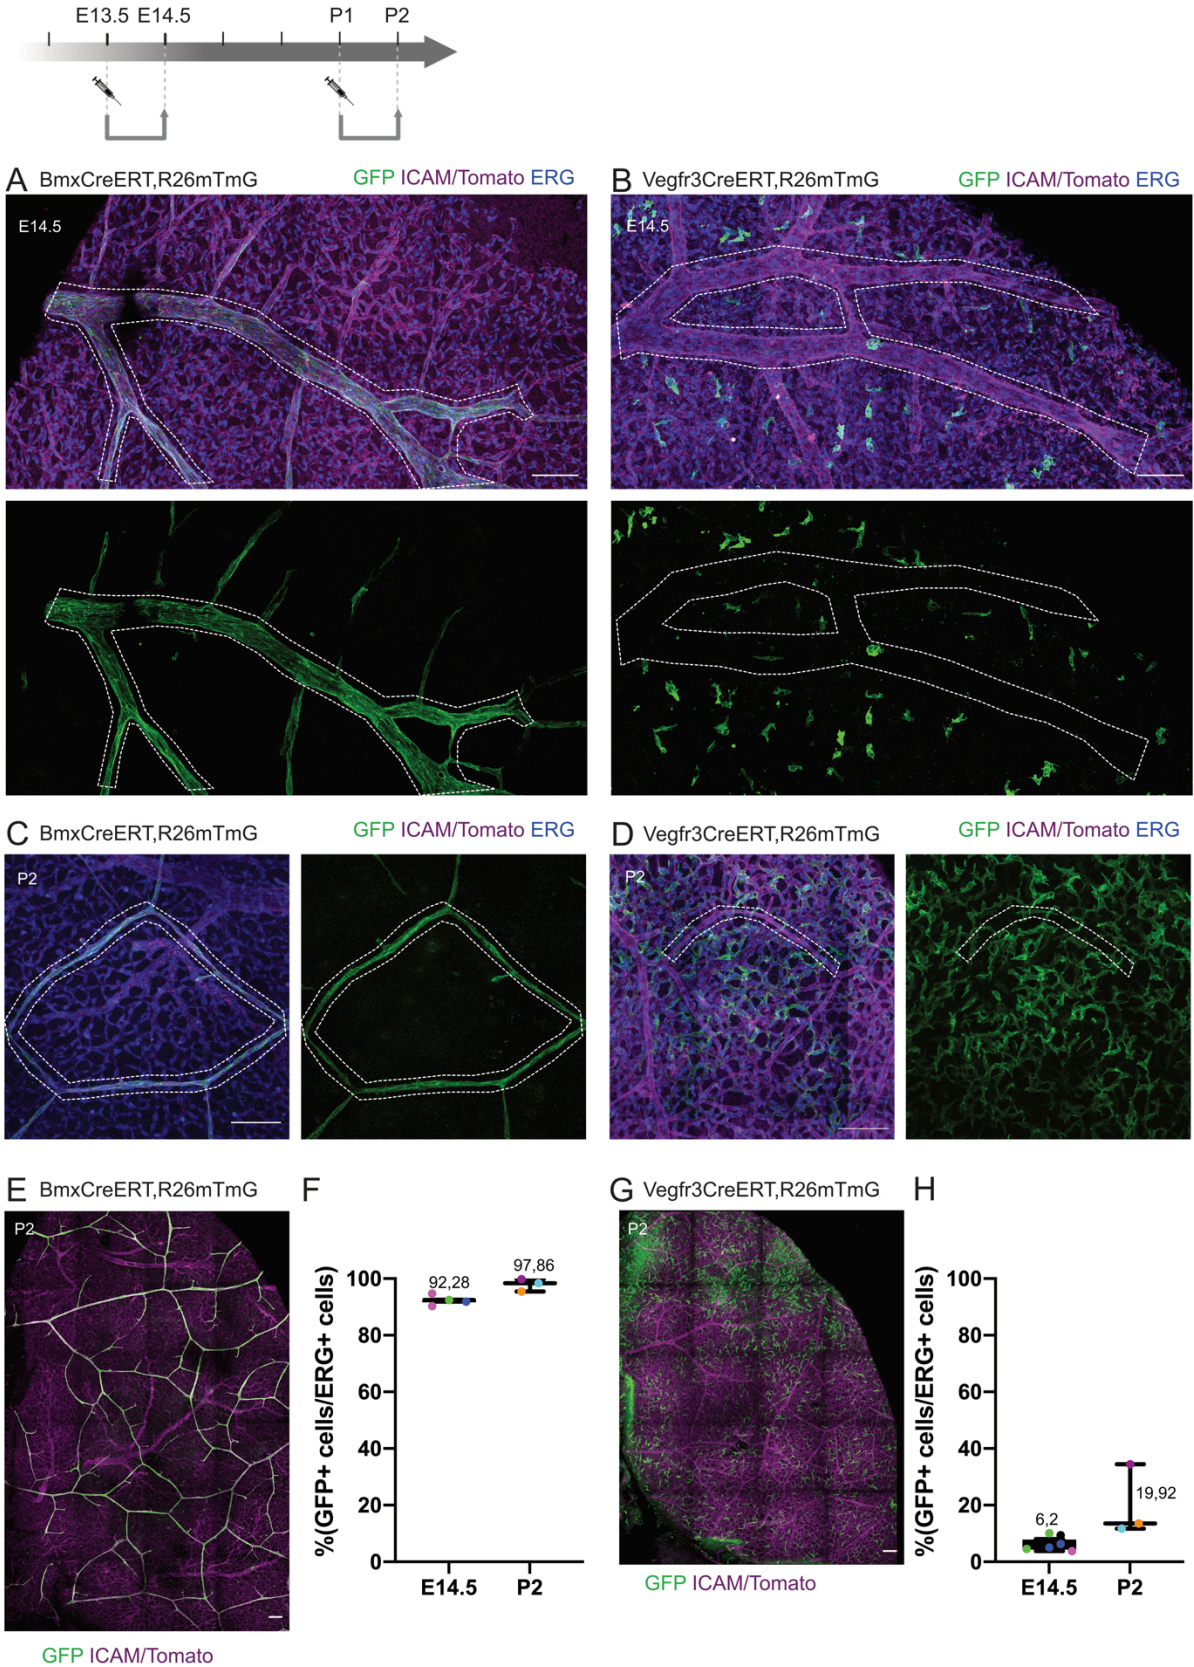 E13.5 E14.5 P1 P2
A BmxCreERT,R26mTmG GFP ICAM/Tomato ERG
E14.5
B Vegfr3CreERT,R26mTmG GFP ICAM/Tomato ERG
E14.5
C BmxCreERT,R26mTmG GFP ICAM/Tomato ERG
P2
D Vegfr3CreERT,R26mTmG GFP ICAM/Tomato ERG
P2
E BmxCreERT,R26mTmG
P2
GFP ICAM/Tomato
F
%(GFP+ cells/ERG+ cells)
100
80
60
40
20
0
92,28
97,86
E14.5 P2
G Vegfr3CreERT,R26mTmG
P2
GFP ICAM/Tomato
H
%(GFP+ cells/ERG+ cells)
100
80
60
40
20
0
6,2
19,92
E14.5 P2